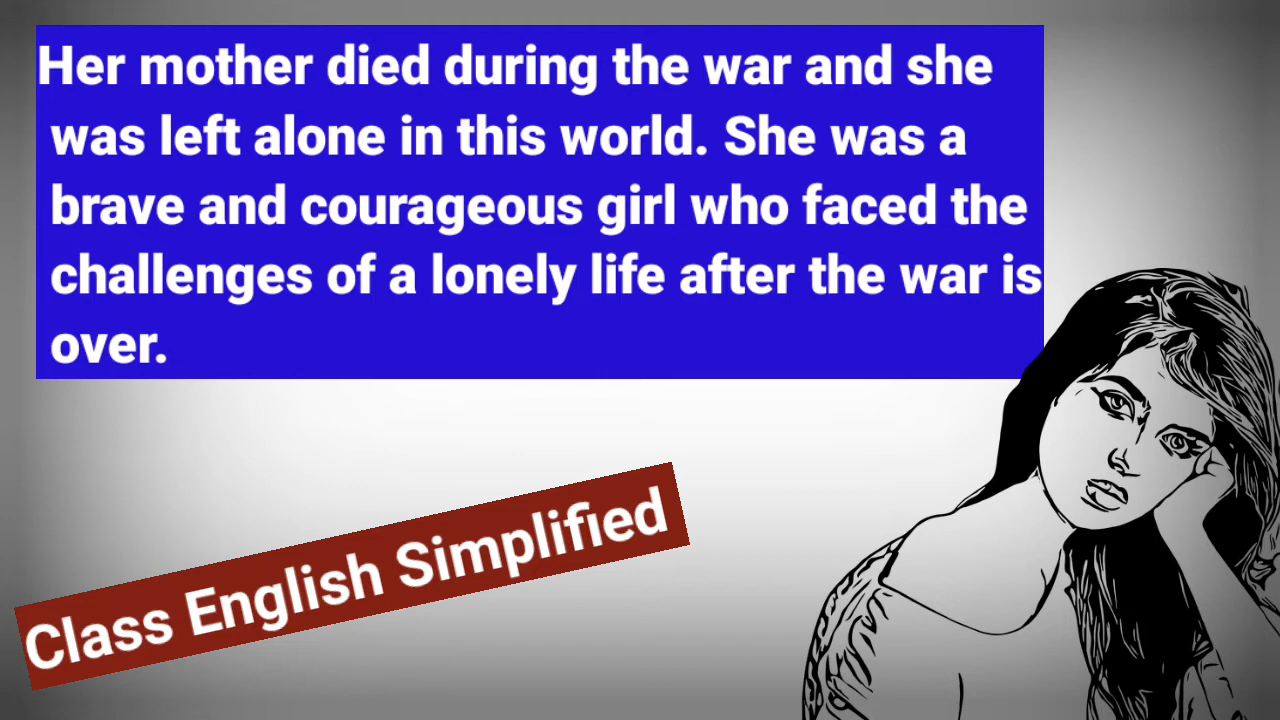 Her mother died during the war and she
was left alone in this world. She was a
brave and courageous girl who faced the
challenges of a lonely life after the war is
over.
Class English Simplified